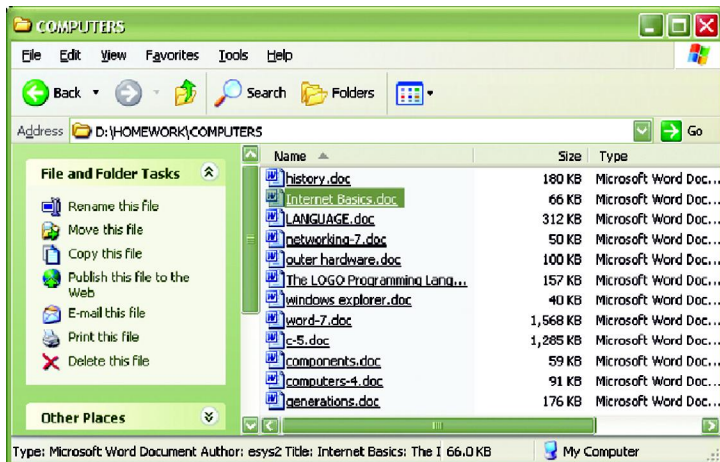 COMPUTERS
File Edit View Favorites Tools Help
Back Search Folders
Address D:\HOMEWORK\COMPUTERS Go
File and Folder Tasks
Rename this file
Move this file
Copy this file
Publish this file to the
Web
E-mail this file
Print this file
Delete this file
Other Places
Name Size Type
history.doc 180 KB Microsoft Word Doc...
Internet Basics.doc 66 KB Microsoft Word Doc...
LANGUAGE.doc 312 KB Microsoft Word Doc...
networking-7.doc 50 KB Microsoft Word Doc...
outer hardware.doc 100 KB Microsoft Word Doc...
The LOGO Programming Lang... 157 KB Microsoft Word Doc...
windows explorer.doc 40 KB Microsoft Word Doc...
word-7.doc 1,568 KB Microsoft Word Doc...
c-5.doc 1,285 KB Microsoft Word Doc...
components.doc 59 KB Microsoft Word Doc...
computers-4.doc 91 KB Microsoft Word Doc...
generations.doc 176 KB Microsoft Word Doc...
Type: Microsoft Word Document Author: esys2 Title: Internet Basics: The I 66.0 KB My Computer